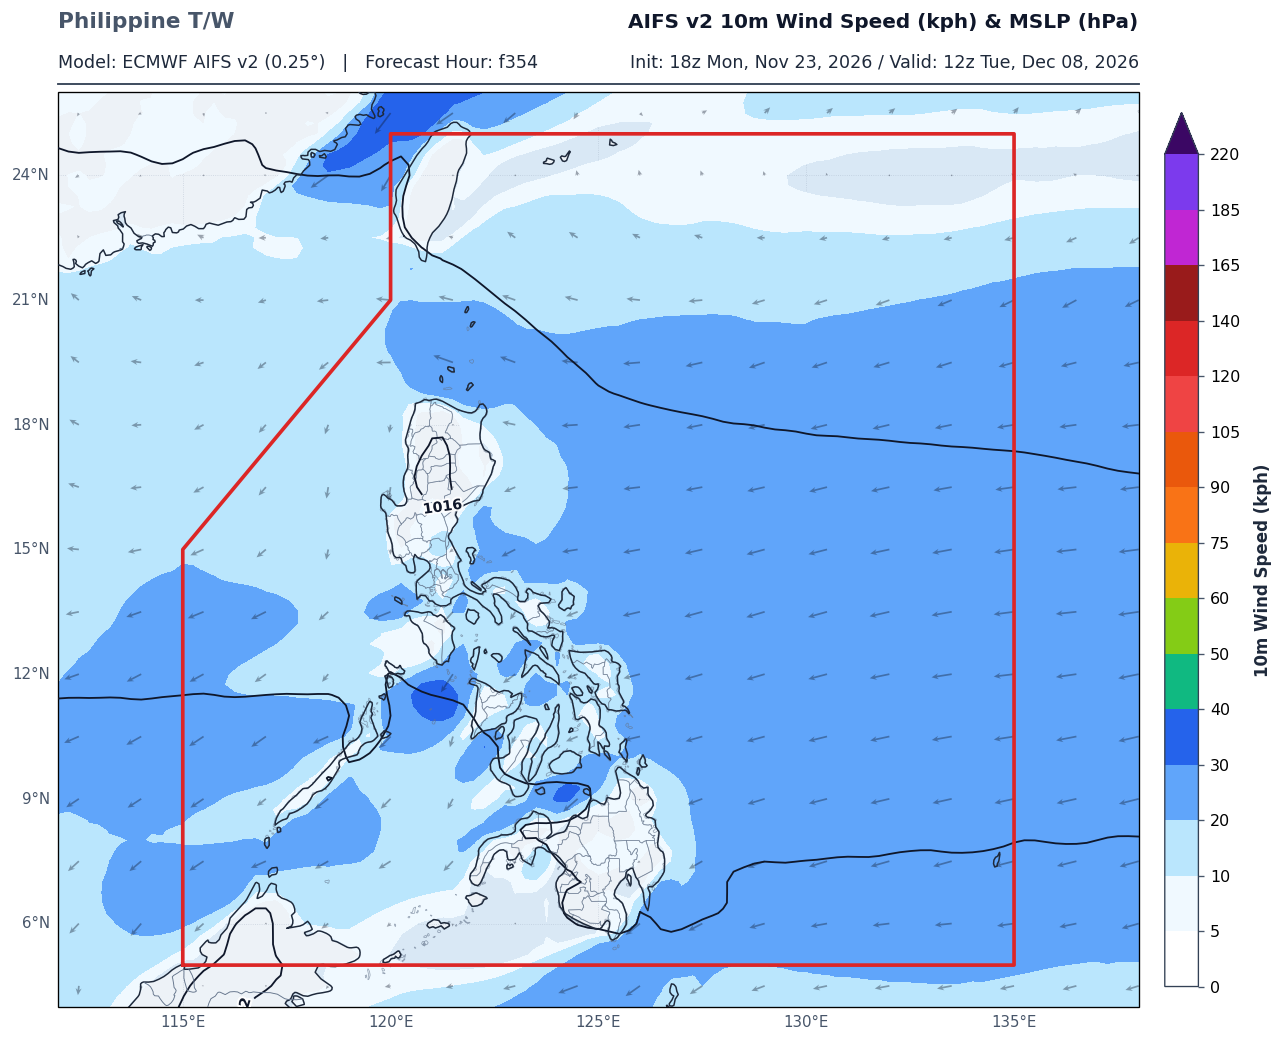 Philippine T/W
AIFS v2 10m Wind Speed (kph) & MSLP (hPa)
Model: ECMWF AIFS v2 (0.25°) | Forecast Hour: f354
Init: 18z Mon, Nov 23, 2026 / Valid: 12z Tue, Dec 08, 2026
24°N
21°N
18°N
15°N
12°N
9°N
6°N
115°E
120°E
125°E
130°E
135°E
1016
2
220
185
165
140
120
105
90
75
60
50
40
30
20
10
5
0
10m Wind Speed (kph)